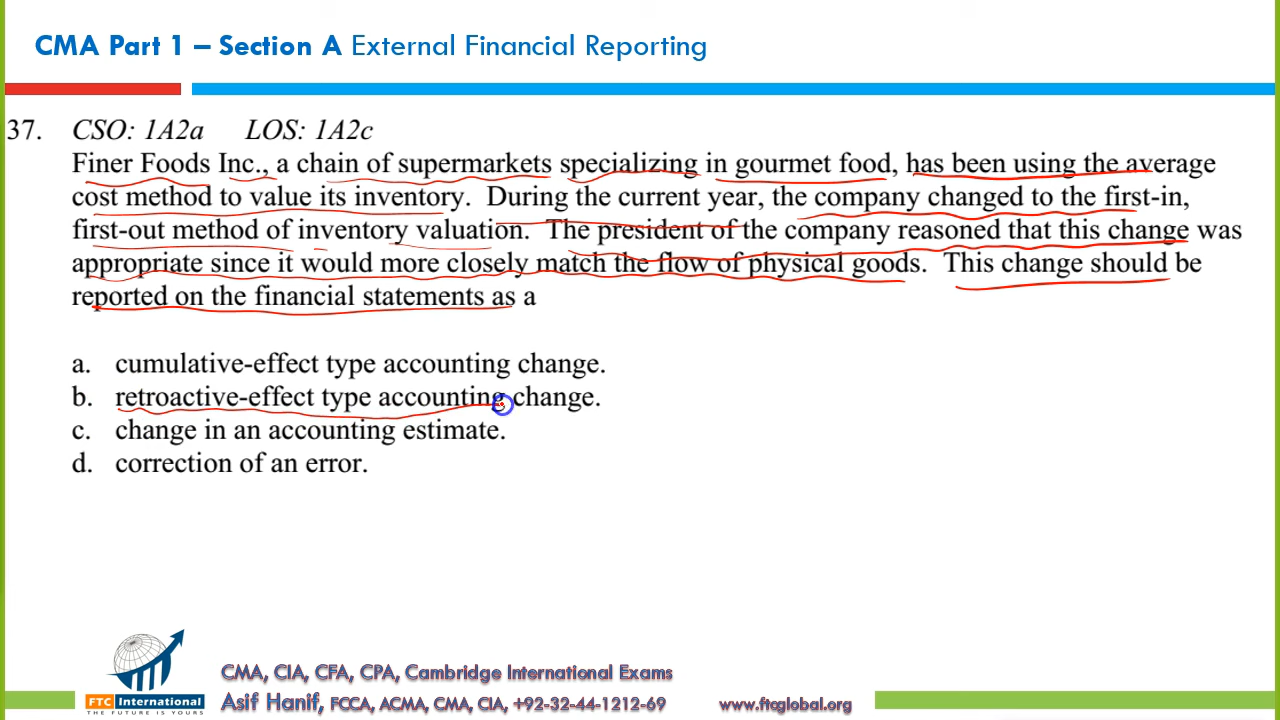 CMA Part 1 – Section A External Financial Reporting
37. CSO: 1A2a LOS: 1A2c
Finer Foods Inc., a chain of supermarkets specializing in gourmet food, has been using the average
cost method to value its inventory. During the current year, the company changed to the first-in,
first-out method of inventory valuation. The president of the company reasoned that this change was
appropriate since it would more closely match the flow of physical goods. This change should be
reported on the financial statements as a
a. cumulative-effect type accounting change.
b. retroactive-effect type accounting change.
c. change in an accounting estimate.
d. correction of an error.
FTC International
THE FUTURE IS YOURS
CMA, CIA, CFA, CPA, Cambridge International Exams
Asif Hanif, FCCA, ACMA, CMA, CIA, +92-32-44-1212-69 www.ftcglobal.org